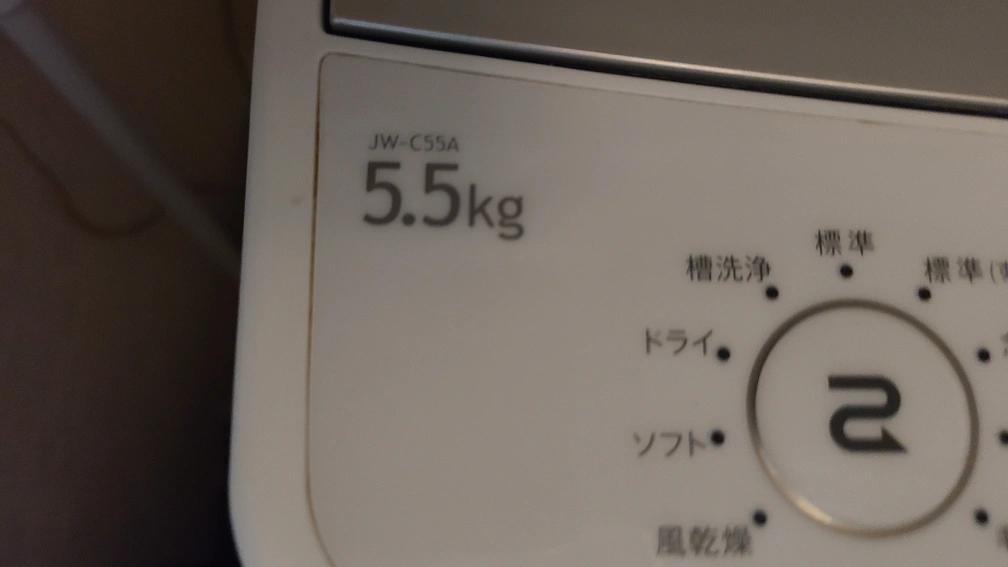 JW-C55A
5.5kg
標準
槽洗浄
標準
ドライ
ソフト
風乾燥